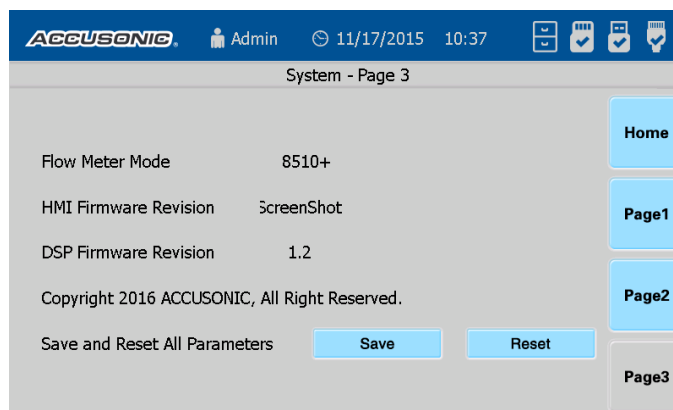 ACCUSONIC. Admin 11/17/2015 10:37
System - Page 3
Home
Flow Meter Mode 8510+
HMI Firmware Revision ScreenShot
Page1
DSP Firmware Revision 1.2
Copyright 2016 ACCUSONIC, All Right Reserved.
Page2
Save and Reset All Parameters Save Reset
Page3